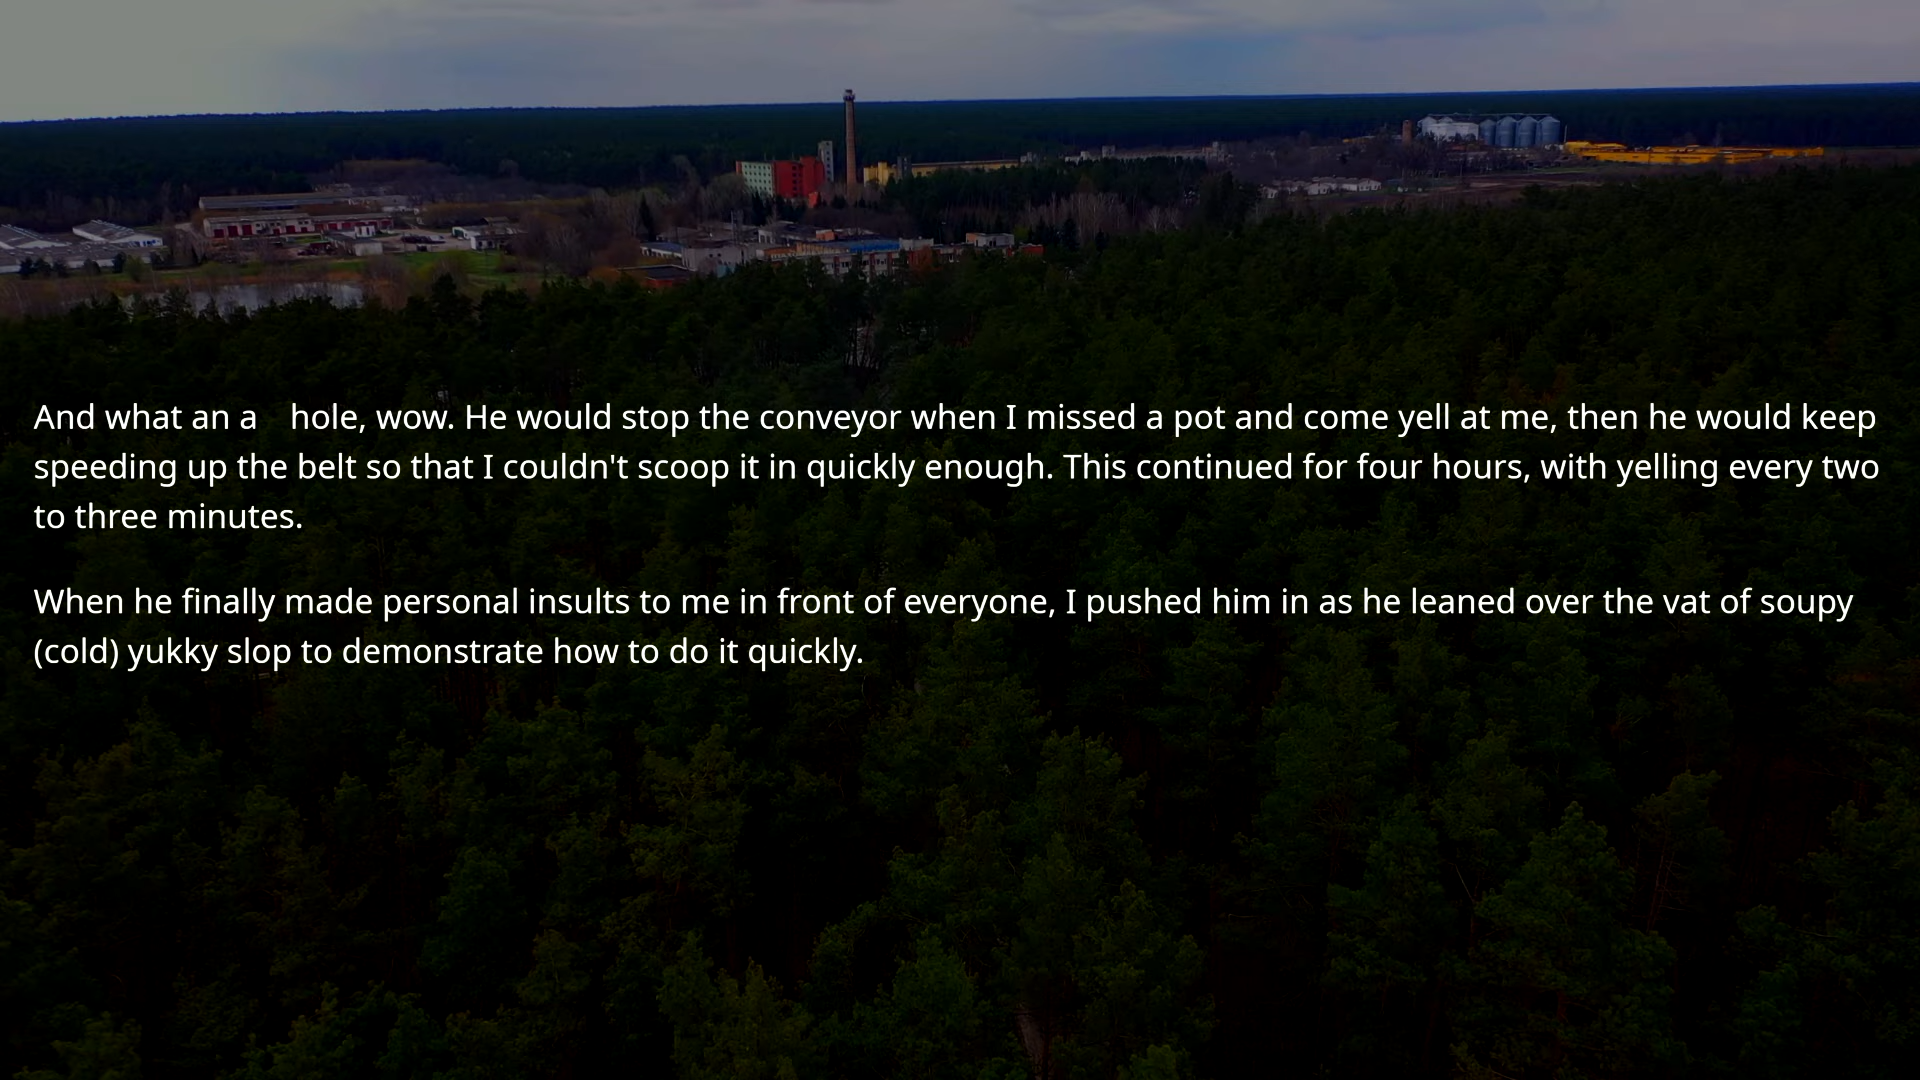 And what an a   hole, wow. He would stop the conveyor when I missed a pot and come yell at me, then he would keep
speeding up the belt so that I couldn't scoop it in quickly enough. This continued for four hours, with yelling every two
to three minutes.
When he finally made personal insults to me in front of everyone, I pushed him in as he leaned over the vat of soupy
(cold) yukky slop to demonstrate how to do it quickly.